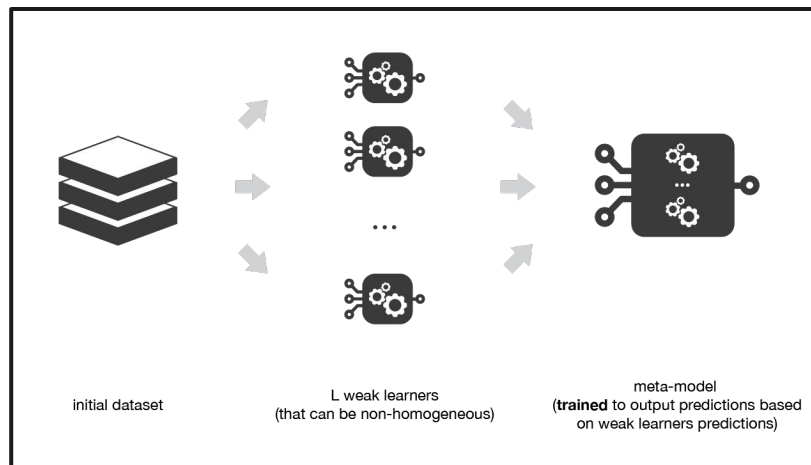 ...
...
initial dataset
L weak learners
(that can be non-homogeneous)
meta-model
(trained to output predictions based
on weak learners predictions)